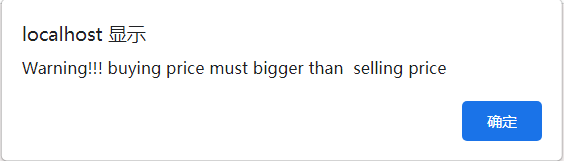 localhost 显示
Warning!!! buying price must bigger than  selling price
确定